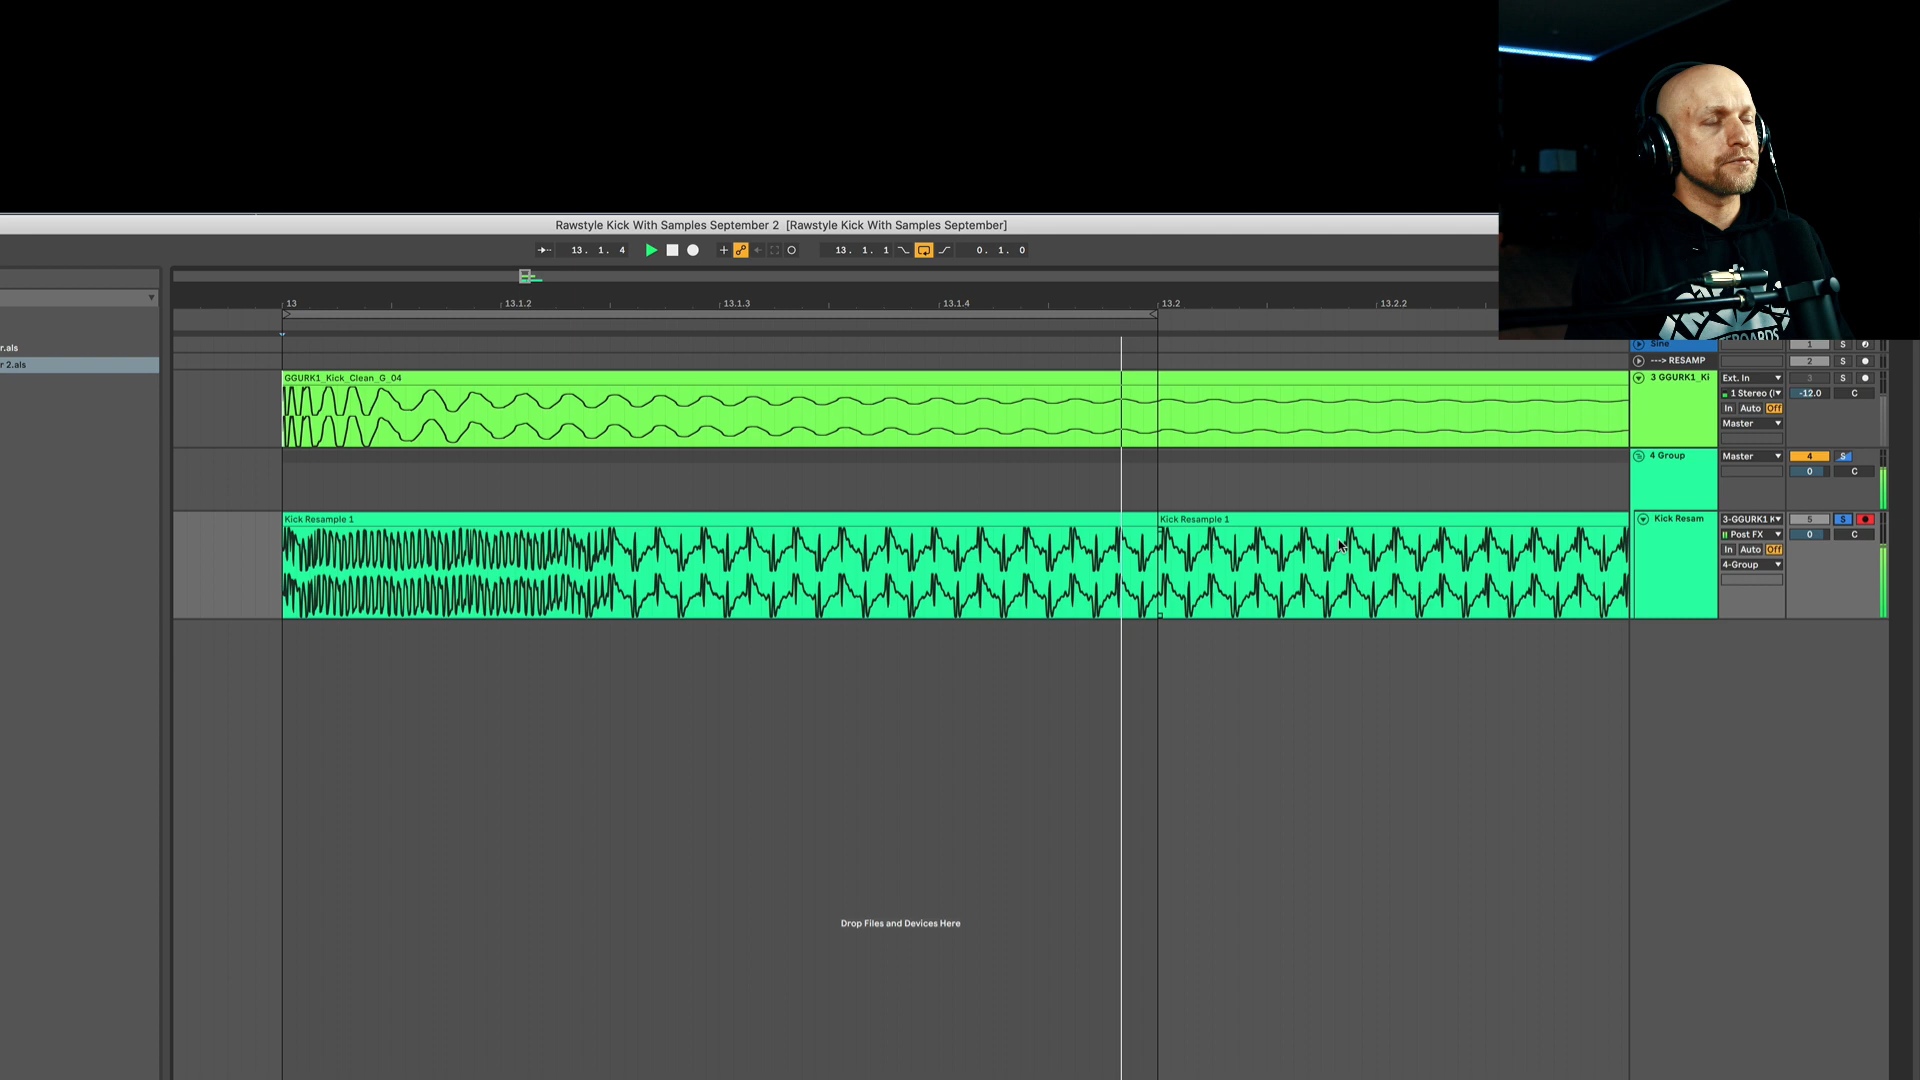 Rawstyle Kick With Samples September 2 [Rawstyle Kick With Samples September]
13. 1. 4
13. 1. 1
0. 1. 0
13
13.1.2
13.1.3
13.1.4
13.2
13.2.2
r.als
r 2.als
Sine
1
S
---> RESAMP
2
S
GGURK1_Kick_Clean_G_04
3 GGURK1_Ki
Ext. In
3
S
1 Stereo (
-12.0
C
In
Auto
Off
Master
4 Group
Master
4
S
0
C
Kick Resample 1
Kick Resample 1
Kick Resam
3-GGURK1 K
5
S
Post FX
0
C
In
Auto
Off
4-Group
Drop Files and Devices Here